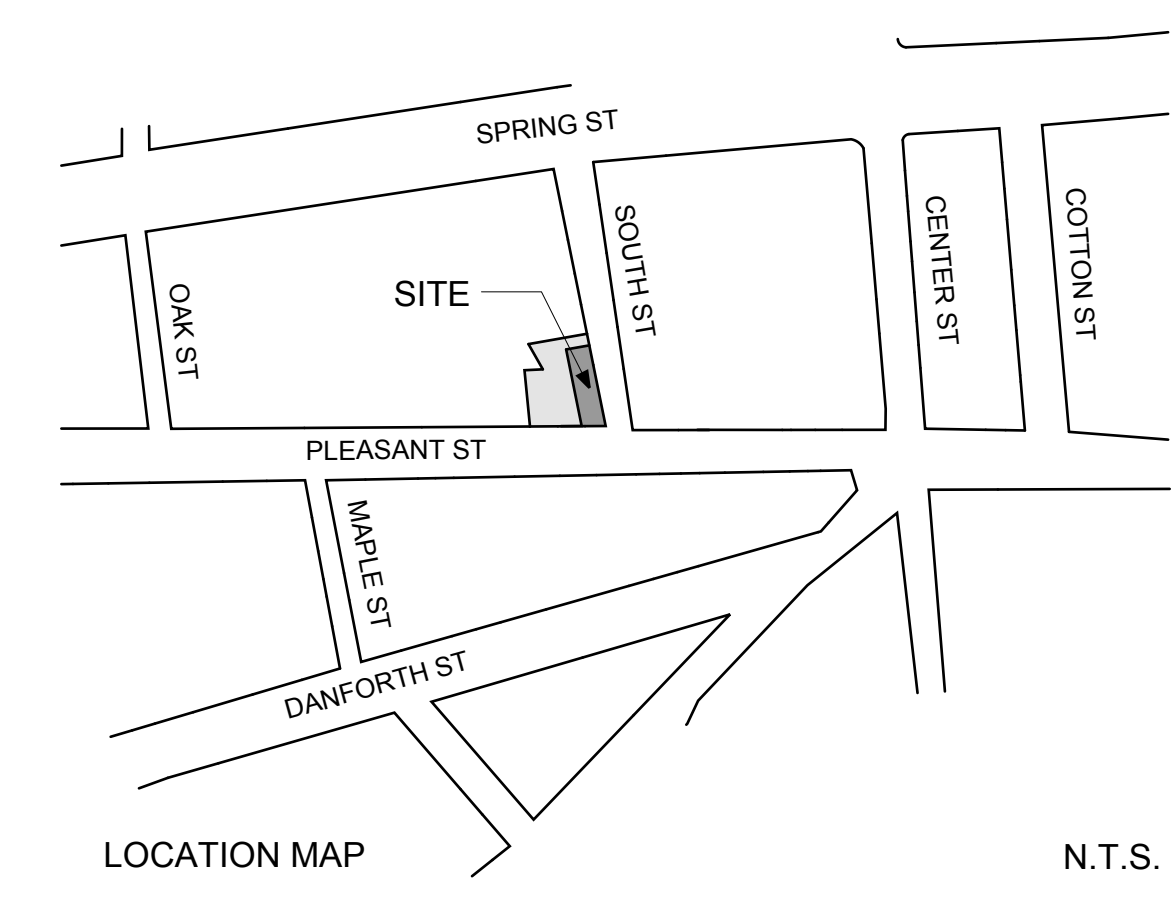 SPRING ST
SOUTH ST
CENTER ST
COTTON ST
OAK ST
SITE
PLEASANT ST
MAPLE ST
DANFORTH ST
LOCATION MAP
N.T.S.